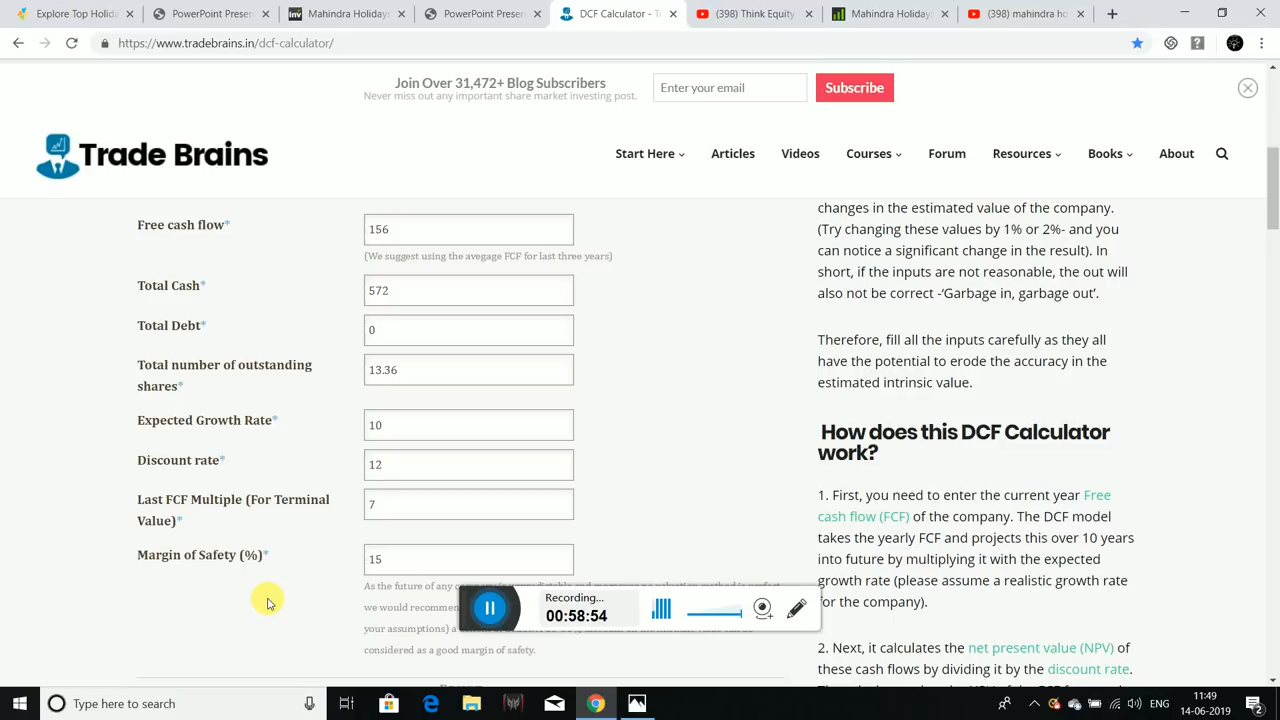 Explore Top Holida
PowerPoint Presen
Mahindra Holidays
PowerPoint Presen
DCF Calculator - T
(398) Think Equity
Mahindra Holiday
(398) mahindra ho
https://www.tradebrains.in/dcf-calculator/
Join Over 31,472+ Blog Subscribers
Never miss out any important share market investing post.
Enter your email
Subscribe
Trade Brains
Start Here
Articles
Videos
Courses
Forum
Resources
Books
About
Free cash flow*
156
(We suggest using the avegage FCF for last three years)
Total Cash*
572
Total Debt*
0
Total number of outstanding
shares*
13.36
Expected Growth Rate*
10
Discount rate*
12
Last FCF Multiple (For Terminal
Value)*
7
Margin of Safety (%)*
15
As the future of any
we would recommen
your assumptions) a
considered as a good margin of safety.
changes in the estimated value of the company.
(Try changing these values by 1% or 2%- and you
can notice a significant change in the result). In
short, if the inputs are not reasonable, the out will
also not be correct -'Garbage in, garbage out'.
Therefore, fill all the inputs carefully as they all
have the potential to erode the accuracy in the
estimated intrinsic value.
How does this DCF Calculator
work?
1. First, you need to enter the current year Free
cash flow (FCF) of the company. The DCF model
takes the yearly FCF and projects this over 10 years
into future by multiplying it with the expected
growth rate (please assume a realistic growth rate
for the company).
2. Next, it calculates the net present value (NPV) of
these cash flows by dividing it by the discount rate.
Recording...
00:58:54
Type here to search
ENG
11:49
14-06-2019
2